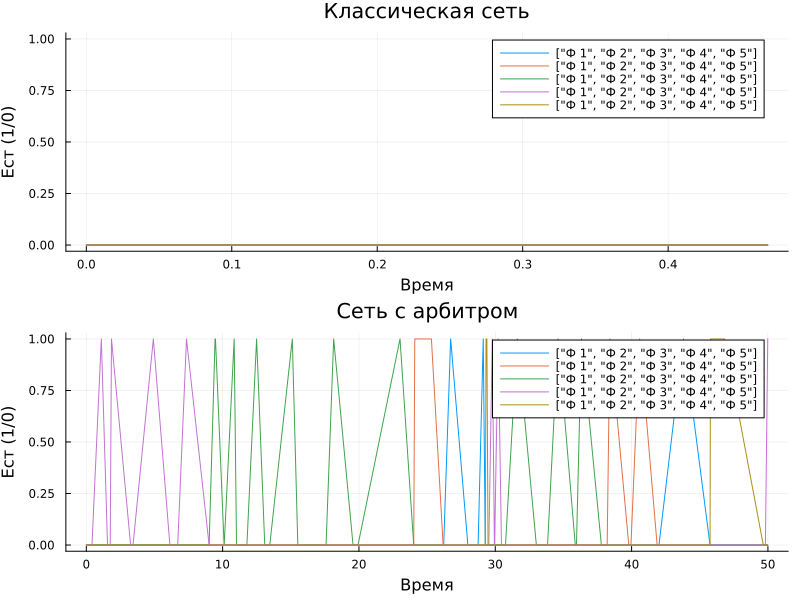 Классическая сеть
1.00
["Ф 1", "Ф 2", "Ф 3", "Ф 4", "Ф 5"]
["Ф 1", "Ф 2", "Ф 3", "Ф 4", "Ф 5"]
["Ф 1", "Ф 2", "Ф 3", "Ф 4", "Ф 5"]
["Ф 1", "Ф 2", "Ф 3", "Ф 4", "Ф 5"]
["Ф 1", "Ф 2", "Ф 3", "Ф 4", "Ф 5"]
0.75
Ест (1/0)
0.50
0.25
0.00
0.0 0.1 0.2 0.3 0.4
Время
Сеть с арбитром
1.00
["Ф 1", "Ф 2", "Ф 3", "Ф 4", "Ф 5"]
["Ф 1", "Ф 2", "Ф 3", "Ф 4", "Ф 5"]
["Ф 1", "Ф 2", "Ф 3", "Ф 4", "Ф 5"]
["Ф 1", "Ф 2", "Ф 3", "Ф 4", "Ф 5"]
["Ф 1", "Ф 2", "Ф 3", "Ф 4", "Ф 5"]
0.75
Ест (1/0)
0.50
0.25
0.00
0 10 20 30 40 50
Время